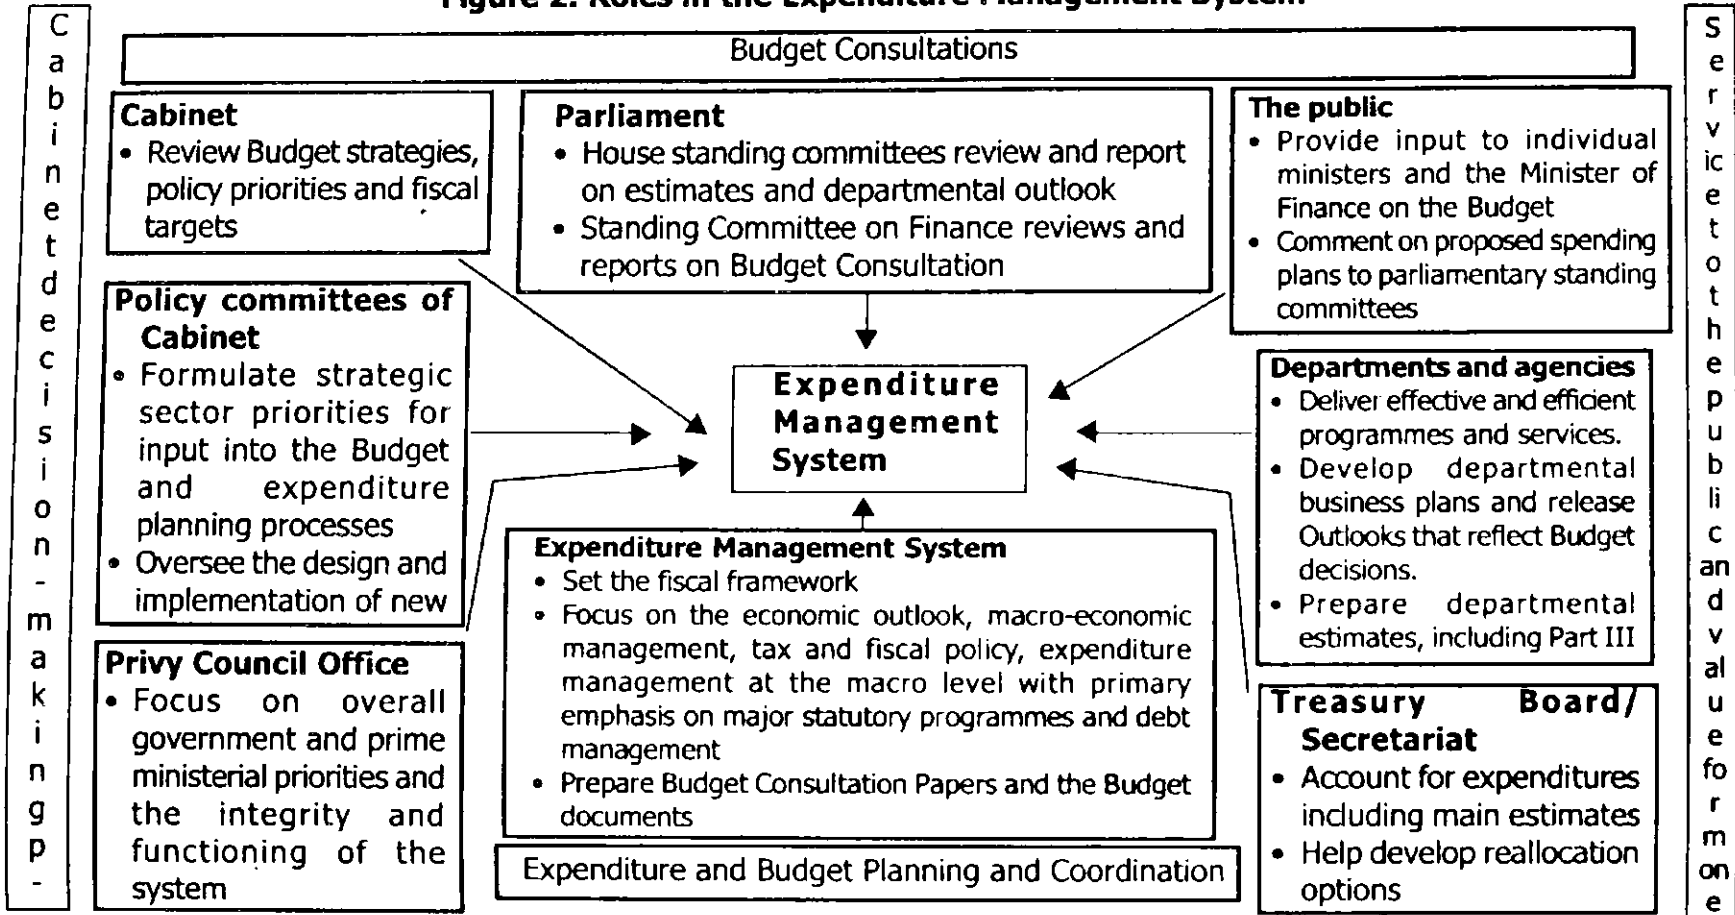 Figure 2: Roles in the Expenditure Management System
Cabinet decision-making p-
Budget Consultations
Cabinet
• Review Budget strategies,
policy priorities and fiscal
targets
Parliament
• House standing committees review and report
on estimates and departmental outlook
• Standing Committee on Finance reviews and
reports on Budget Consultation
The public
• Provide input to individual
ministers and the Minister of
Finance on the Budget
• Comment on proposed spending
plans to parliamentary standing
committees
Policy committees of
Cabinet
• Formulate strategic
sector priorities for
input into the Budget
and expenditure
planning processes
• Oversee the design and
implementation of new
Expenditure
Management
System
Departments and agencies
• Deliver effective and efficient
programmes and services.
• Develop departmental
business plans and release
Outlooks that reflect Budget
decisions.
• Prepare departmental
estimates, including Part III
Privy Council Office
• Focus on overall
government and prime
ministerial priorities and
the integrity and
functioning of the
system
Expenditure Management System
• Set the fiscal framework
• Focus on the economic outlook, macro-economic
management, tax and fiscal policy, expenditure
management at the macro level with primary
emphasis on major statutory programmes and debt
management
• Prepare Budget Consultation Papers and the Budget
documents
Treasury Board/
Secretariat
• Account for expenditures
including main estimates
• Help develop reallocation
options
Expenditure and Budget Planning and Coordination
Service to the public and value for mone